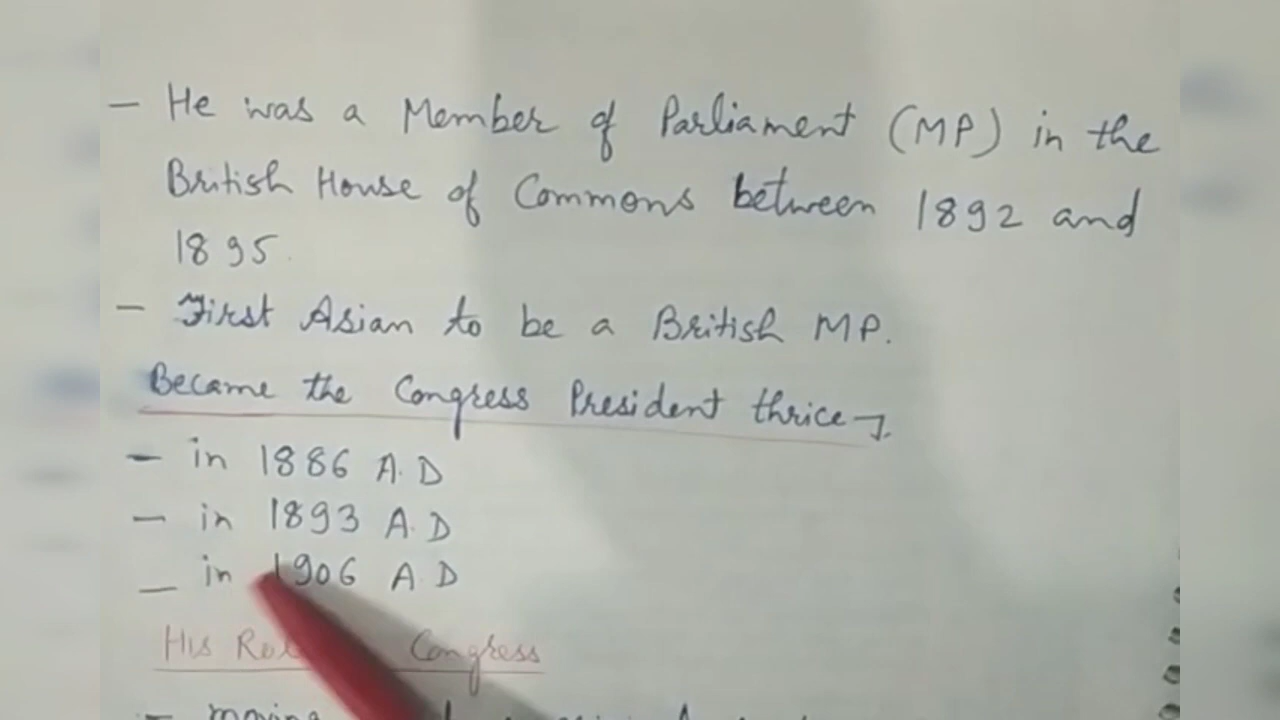 — He was a Member of Parliament (MP) in the
British House of Commons between 1892 and
1895.
— First Asian to be a British MP.
Became the Congress President thrice →.
— in 1886 A.D
— in 1893 A.D
— in 1906 A.D
His Congress